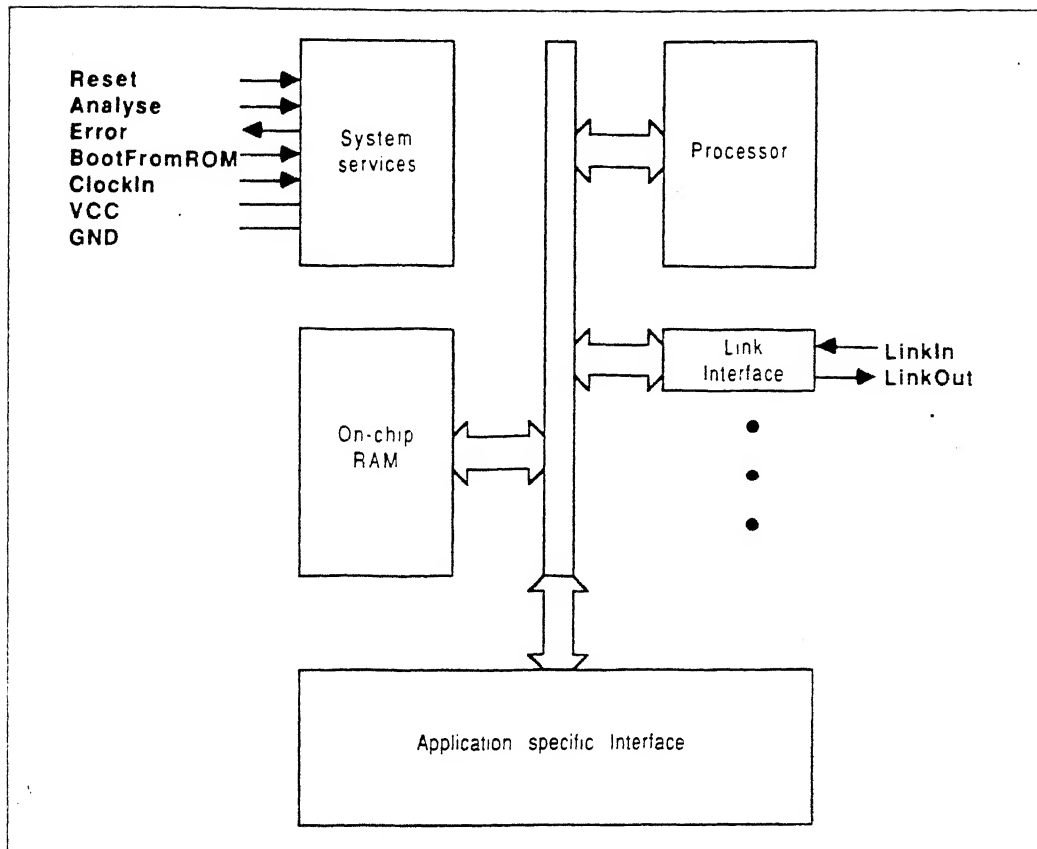 Reset
Analyse
Error
BootFromROM
ClockIn
VCC
GND
System
services
Processor
Link
Interface
LinkIn
LinkOut
On-chip
RAM
Application specific Interface